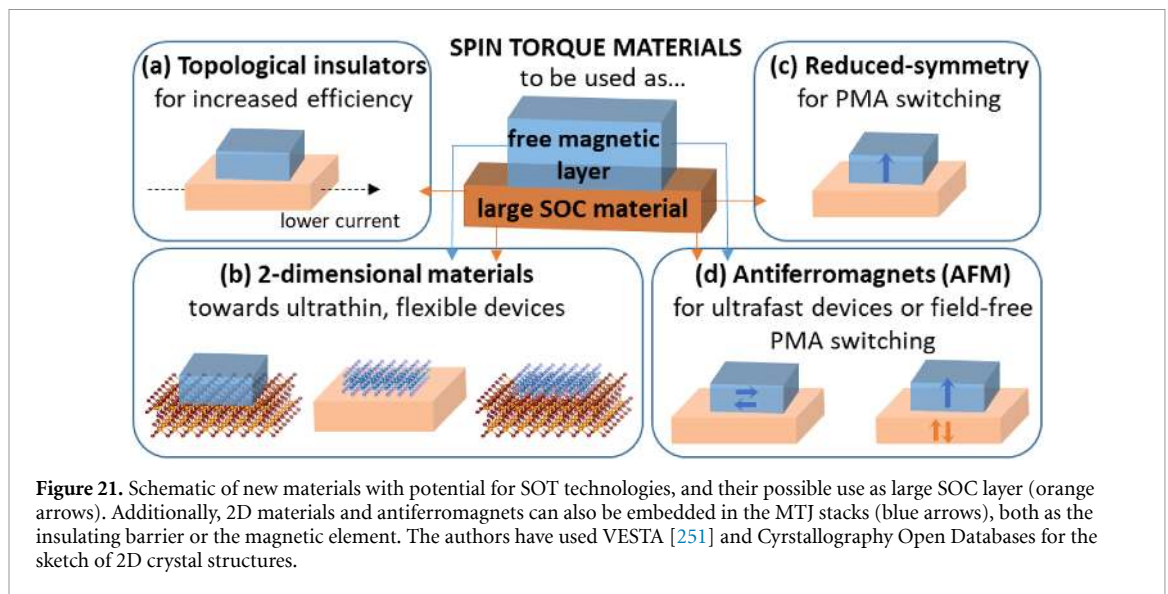 SPIN TORQUE MATERIALS
to be used as...
free magnetic
layer
large SOC material
(a) Topological insulators
for increased efficiency
lower current
(c) Reduced-symmetry
for PMA switching
(b) 2-dimensional materials
towards ultrathin, flexible devices
(d) Antiferromagnets (AFM)
for ultrafast devices or field-free
PMA switching
Figure 21. Schematic of new materials with potential for SOT technologies, and their possible use as large SOC layer (orange
arrows). Additionally, 2D materials and antiferromagnets can also be embedded in the MTJ stacks (blue arrows), both as the
insulating barrier or the magnetic element. The authors have used VESTA [251] and Cyrstallography Open Databases for the
sketch of 2D crystal structures.